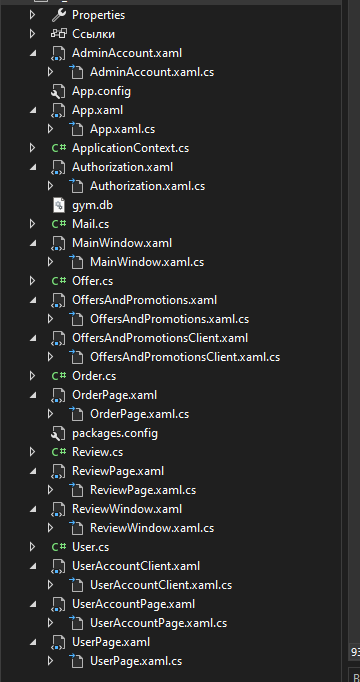 Properties
Ссылки
AdminAccount.xaml
AdminAccount.xaml.cs
App.config
App.xaml
App.xaml.cs
C# ApplicationContext.cs
Authorization.xaml
Authorization.xaml.cs
gym.db
C# Mail.cs
MainWindow.xaml
MainWindow.xaml.cs
C# Offer.cs
OffersAndPromotions.xaml
OffersAndPromotions.xaml.cs
OffersAndPromotionsClient.xaml
OffersAndPromotionsClient.xaml.cs
C# Order.cs
OrderPage.xaml
OrderPage.xaml.cs
packages.config
C# Review.cs
ReviewPage.xaml
ReviewPage.xaml.cs
ReviewWindow.xaml
ReviewWindow.xaml.cs
C# User.cs
UserAccountClient.xaml
UserAccountClient.xaml.cs
UserAccountPage.xaml
UserAccountPage.xaml.cs
UserPage.xaml
UserPage.xaml.cs